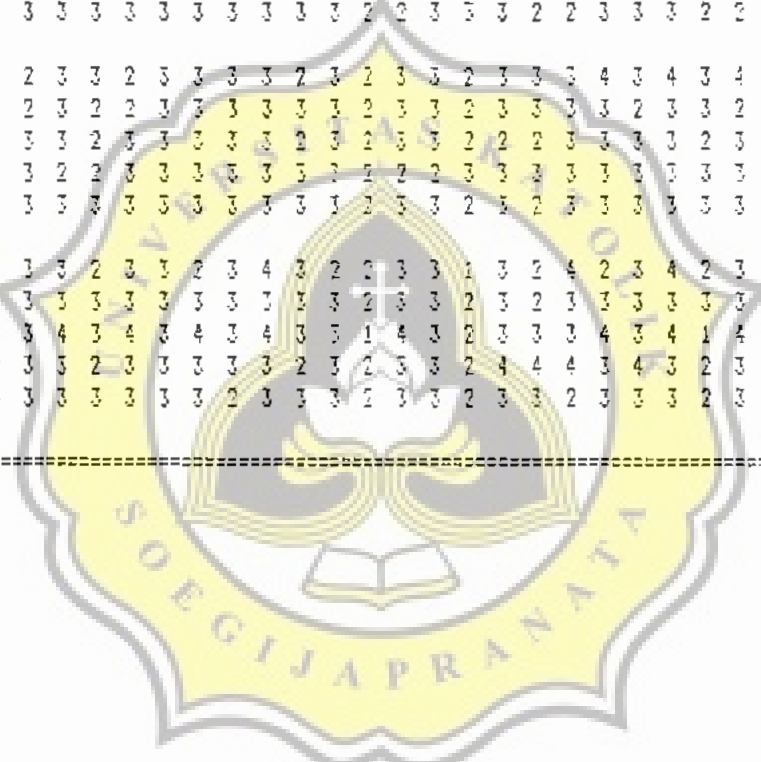 3 3 3 3 3 3 3 3 3 3 2 2 3 3 3 2 2 3 3 3 2 2
2 3 3 2 3 3 3 3 2 3 2 3 3 2 3 3 3 4 3 4 3 4
2 3 2 2 3 3 3 3 3 3 2 3 3 2 3 3 3 3 2 3 3 2
3 3 2 3 3 3 3 3 2 3 2 3 3 2 2 2 3 3 3 3 2 3
3 2 2 3 3 3 3 3 3 2 2 2 2 3 3 3 3 3 3 3 3 3
3 3 3 3 3 3 3 3 3 3 2 3 3 2 3 2 3 3 3 3 3 3
3 3 2 3 3 2 3 4 3 2 2 3 3 1 3 2 4 2 3 4 2 3
3 3 3 3 3 3 3 3 3 3 2 3 3 2 3 2 3 3 3 3 3 3
3 4 3 4 3 4 3 4 3 3 1 4 3 2 3 3 3 4 3 4 1 4
3 3 2 3 3 3 3 3 2 3 2 3 3 2 4 4 4 3 4 3 2 3
3 3 3 3 3 3 2 3 3 3 2 3 3 2 3 3 2 3 3 3 2 3
UNIVERSITAS KATOLIK
SOEGIJAPRANATA